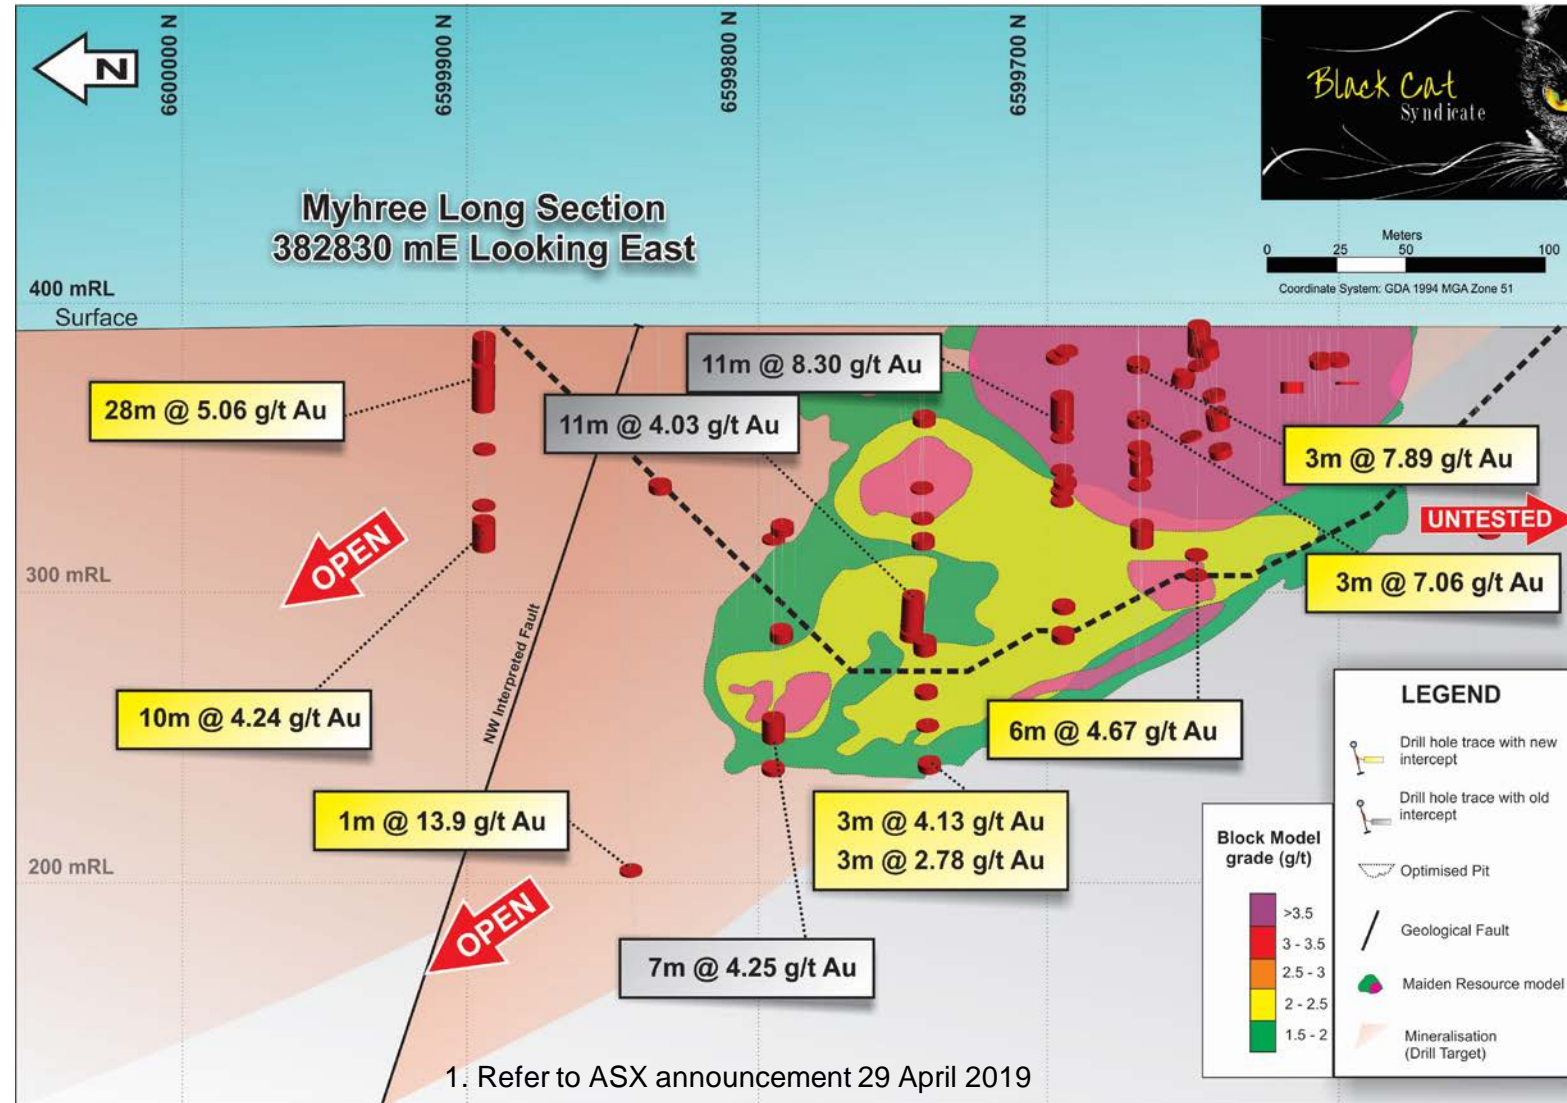 N
6600000 N
6599900 N
6599800 N
6599700 N
Black Cat
Syndicate
Myhree Long Section
382830 mE Looking East
Meters
0 25 50 100
Coordinate System: GDA 1994 MGA Zone 51
400 mRL
Surface
11m @ 8.30 g/t Au
28m @ 5.06 g/t Au
11m @ 4.03 g/t Au
3m @ 7.89 g/t Au
UNTESTED
OPEN
300 mRL
3m @ 7.06 g/t Au
NW Interpreted Fault
10m @ 4.24 g/t Au
6m @ 4.67 g/t Au
1m @ 13.9 g/t Au
3m @ 4.13 g/t Au
3m @ 2.78 g/t Au
200 mRL
OPEN
7m @ 4.25 g/t Au
Block Model
grade (g/t)
>3.5
3 - 3.5
2.5 - 3
2 - 2.5
1.5 - 2
LEGEND
Drill hole trace with new
intercept
Drill hole trace with old
intercept
Optimised Pit
Geological Fault
Maiden Resource model
Mineralisation
(Drill Target)
1. Refer to ASX announcement 29 April 2019